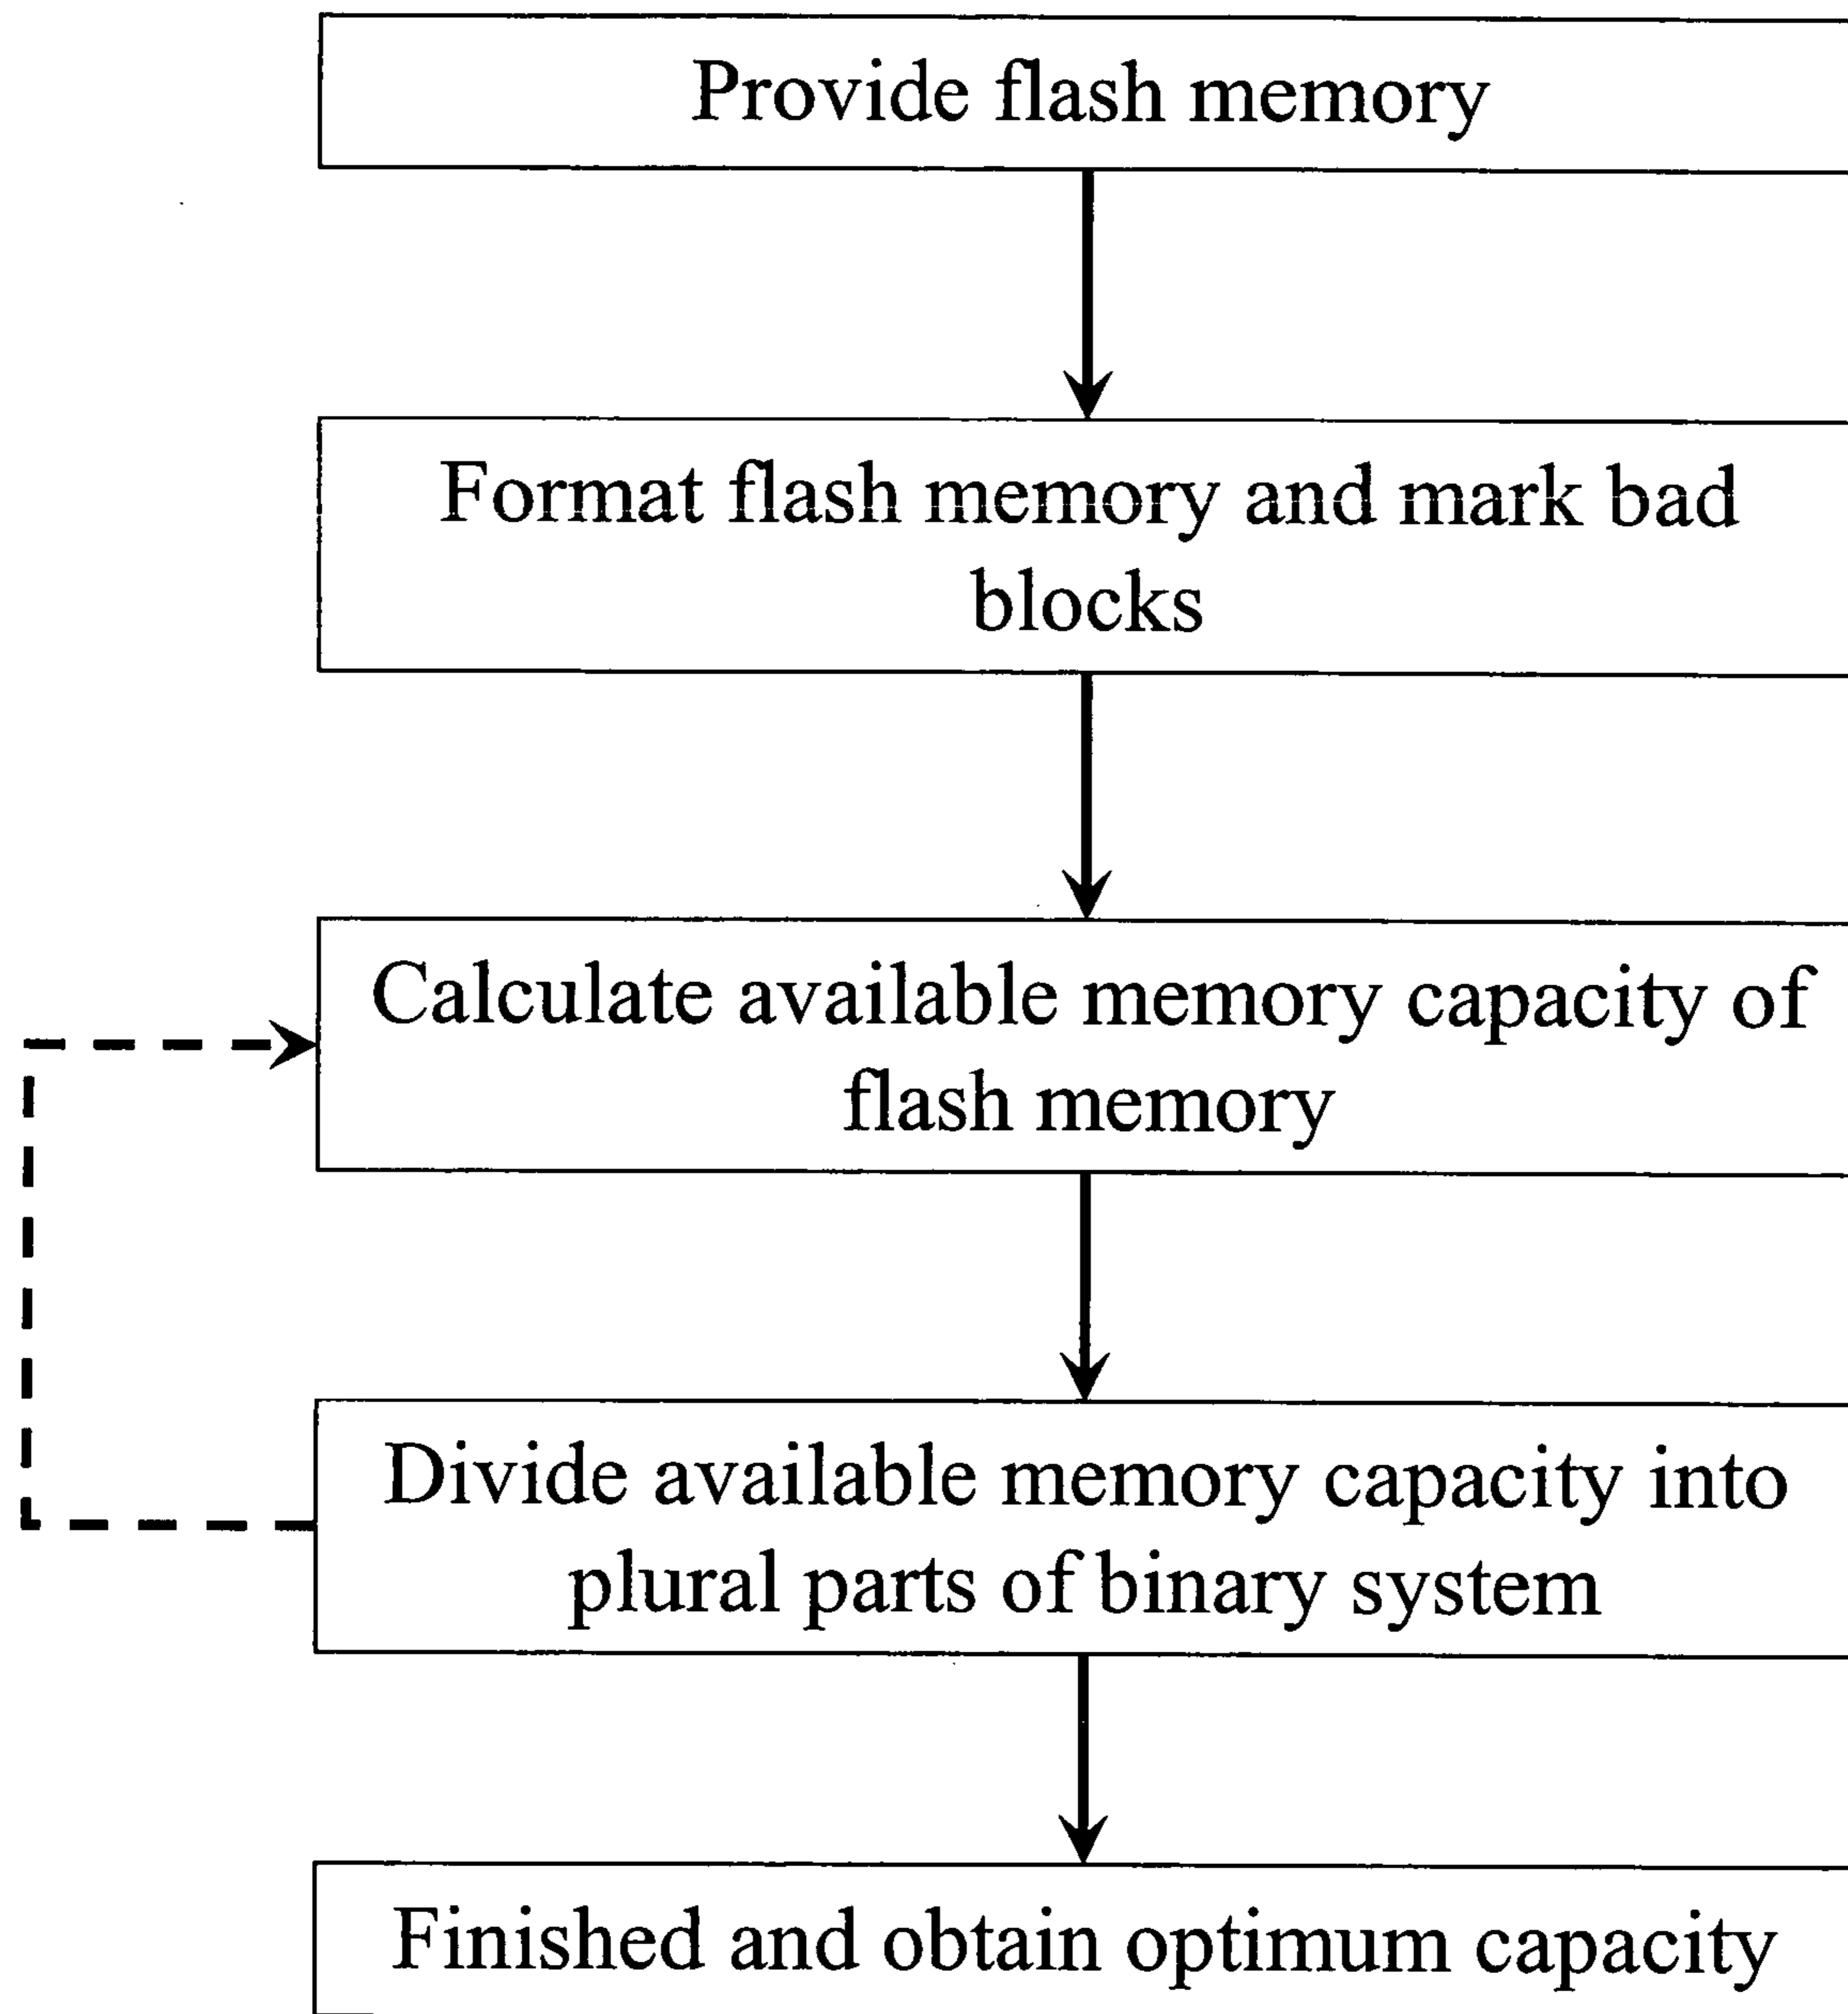 Provide flash memory
Format flash memory and mark bad
blocks
Calculate available memory capacity of
flash memory
Divide available memory capacity into
plural parts of binary system
Finished and obtain optimum capacity